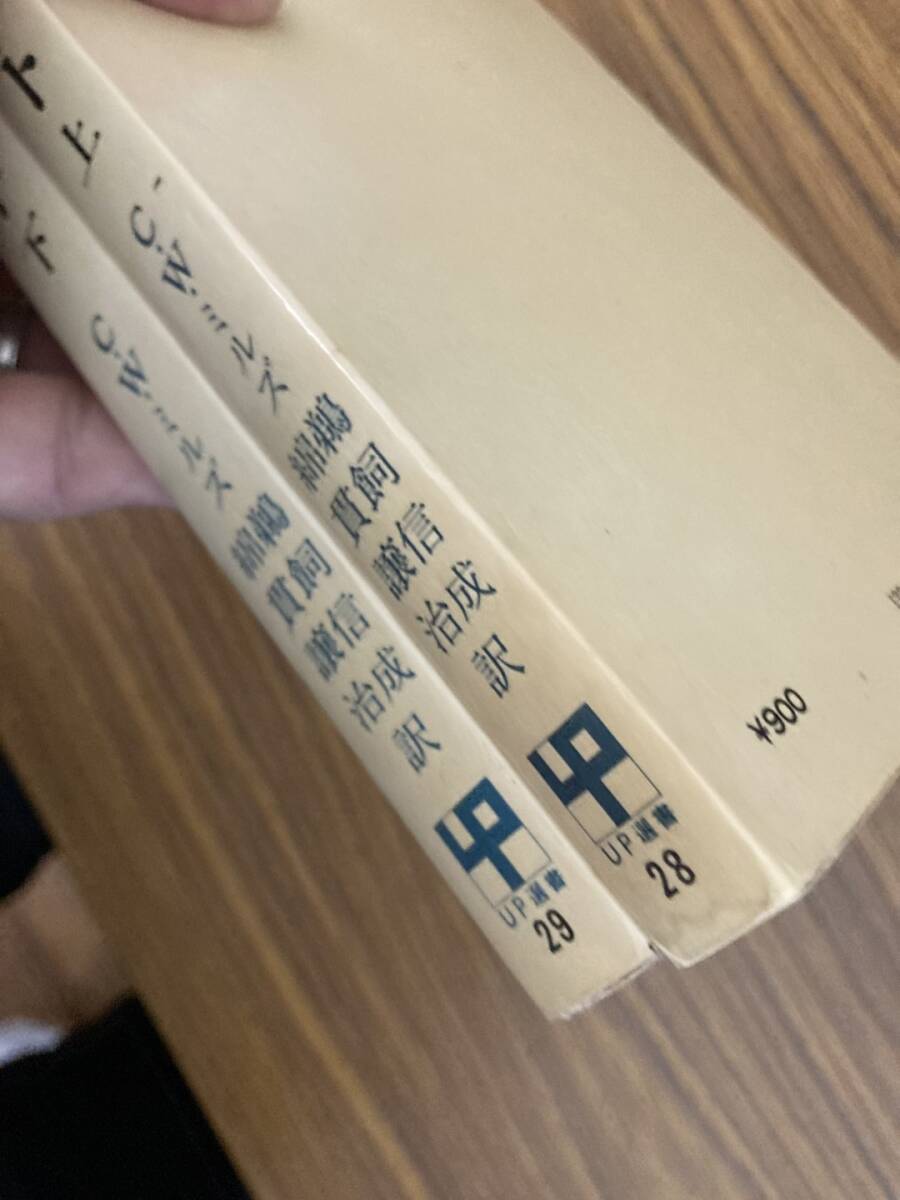 ト 上
C.W.ミルズ
鵜飼信成
綿貫譲治
訳
UP選書
28
下
C.W.ミルズ
鵜飼信成
綿貫譲治
訳
UP選書
29
¥900